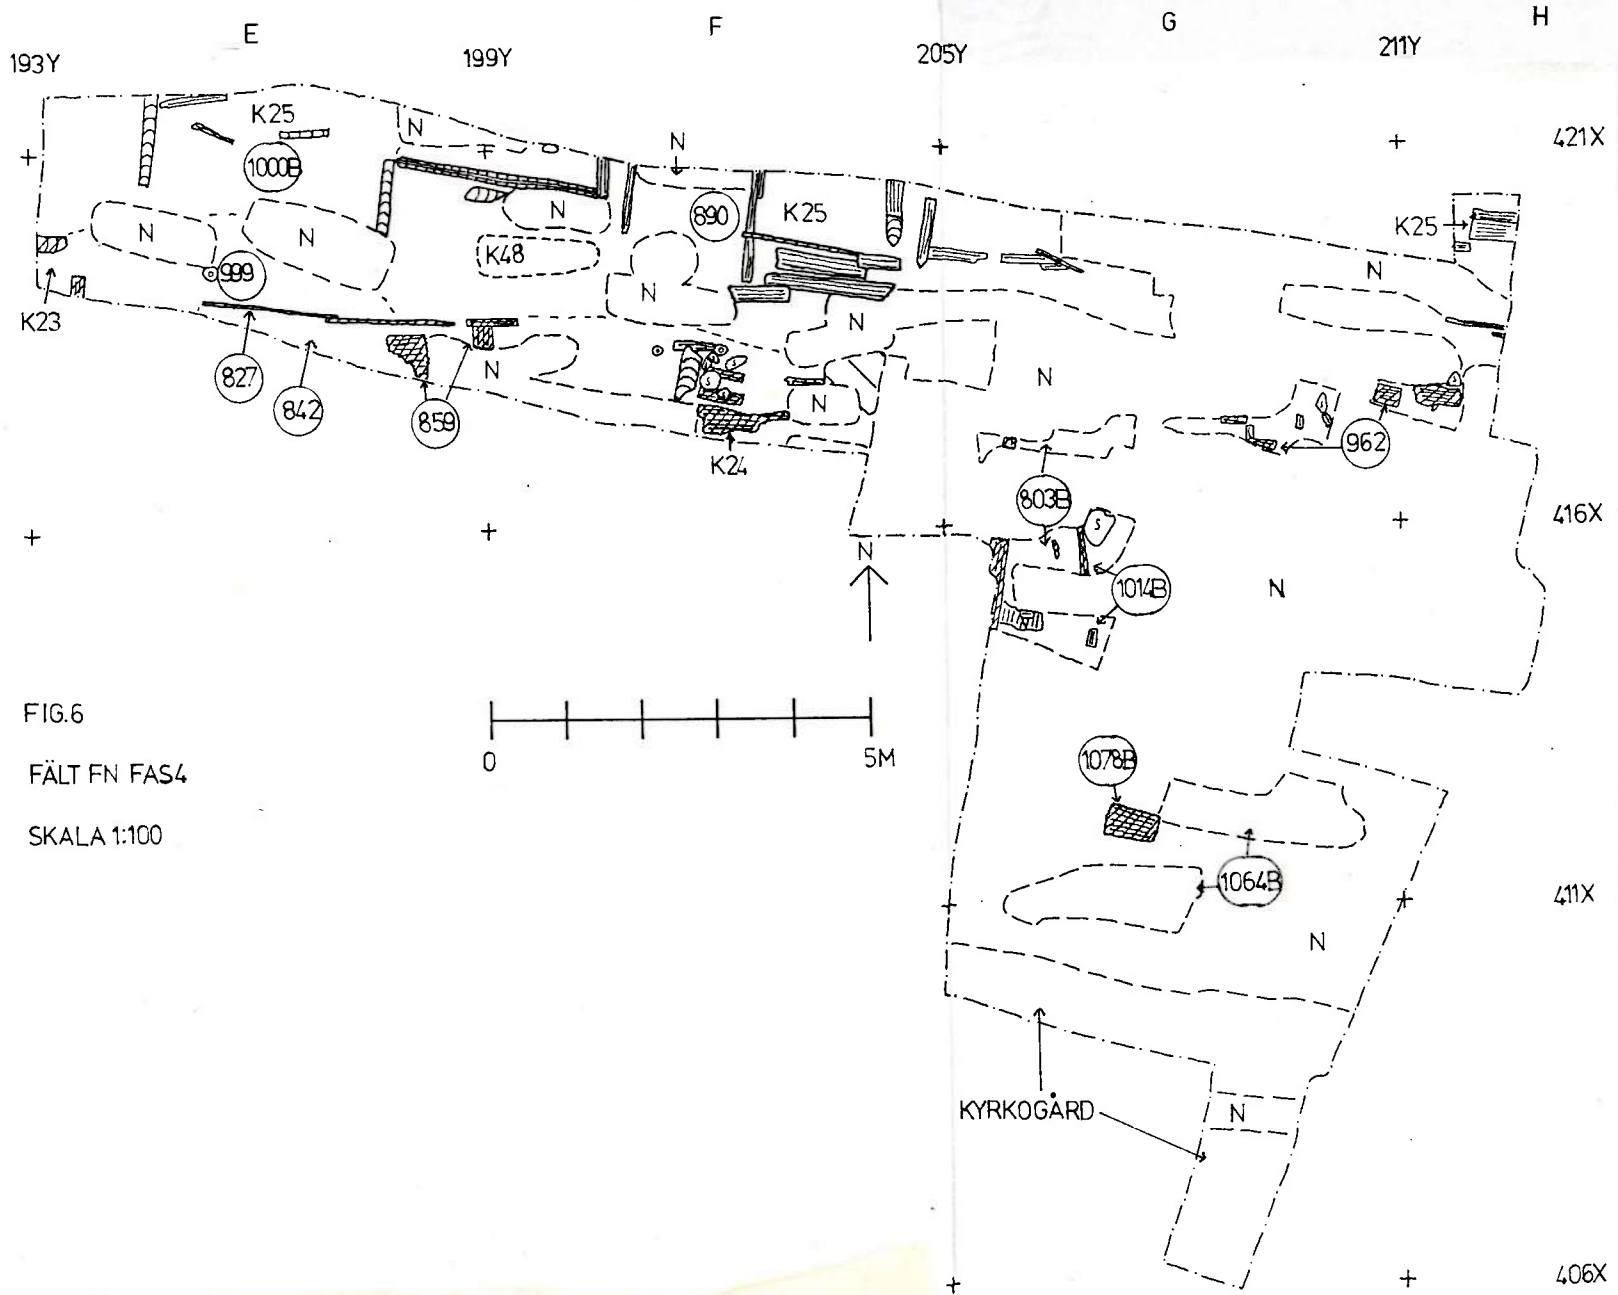 E F G H
193Y 199Y 205Y 211Y
421X
N N
K25 K25
1000B 890 K25
N N N N
K48
999
N N
K23
N N N
827 842 859 K24 962
S
803B
416X
S
N
1014B
N
FIG.6
0 5M
FÄLT FN FAS4
1078B
SKALA 1:100
1064B
411X
N
KYRKOGÅRD
N
406X